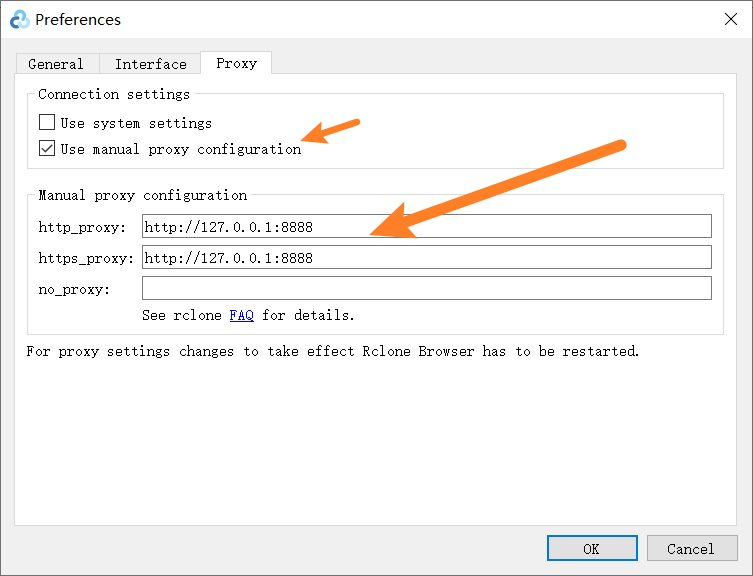 Preferences
General Interface Proxy
Connection settings
Use system settings
Use manual proxy configuration
Manual proxy configuration
http_proxy: http://127.0.0.1:8888
https_proxy: http://127.0.0.1:8888
no_proxy:
See rclone FAQ for details.
For proxy settings changes to take effect Rclone Browser has to be restarted.
OK Cancel